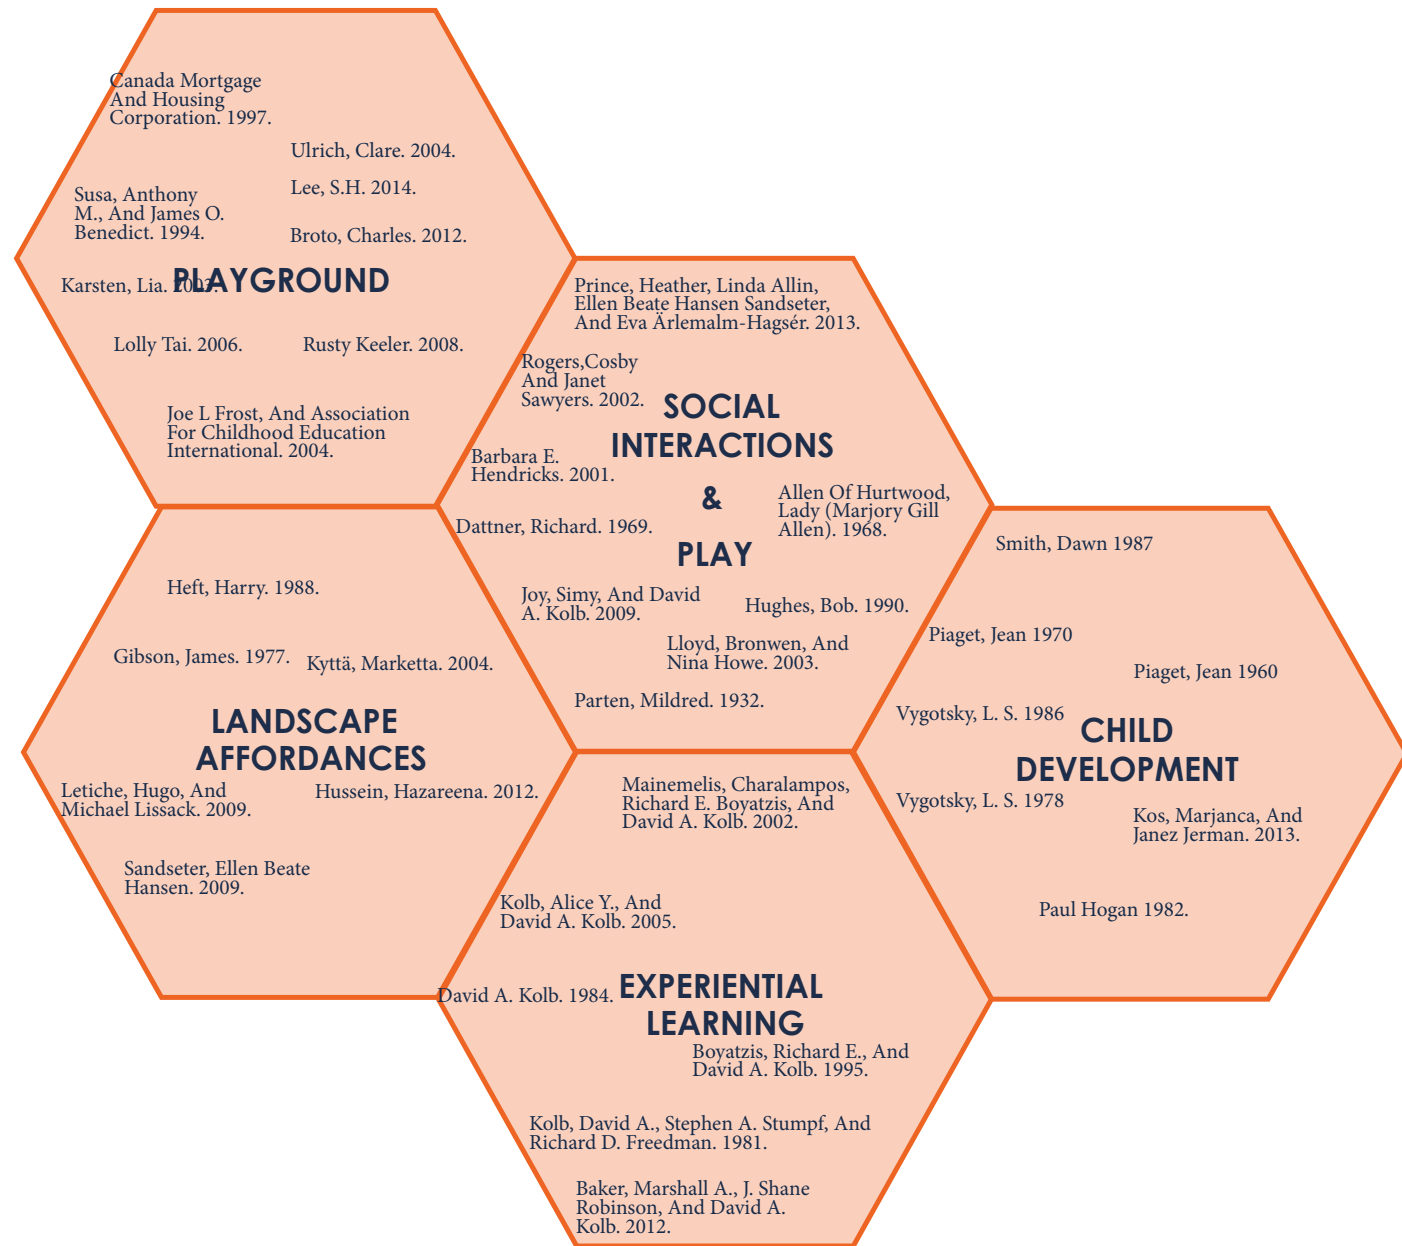 Canada Mortgage
And Housing
Corporation. 1997.
Ulrich, Clare. 2004.
Lee, S.H. 2014.
Susa, Anthony
M., And James O.
Benedict. 1994.
Broto, Charles. 2012.
PLAYGROUND
Karsten, Lia. 2003.
Lolly Tai. 2006.
Rusty Keeler. 2008.
Joe L Frost, And Association
For Childhood Education
International. 2004.
Prince, Heather, Linda Allin,
Ellen Beate Hansen Sandseter,
And Eva Ärlemalm-Hagsér. 2013.
Rogers,Cosby
And Janet
Sawyers. 2002.
SOCIAL
INTERACTIONS
&
PLAY
Barbara E.
Hendricks. 2001.
Allen Of Hurtwood,
Lady (Marjory Gill
Allen). 1968.
Dattner, Richard. 1969.
Joy, Simy, And David
A. Kolb. 2009.
Hughes, Bob. 1990.
Lloyd, Bronwen, And
Nina Howe. 2003.
Parten, Mildred. 1932.
Heft, Harry. 1988.
Gibson, James. 1977.
Kyttä, Marketta. 2004.
LANDSCAPE
AFFORDANCES
Letiche, Hugo, And
Michael Lissack. 2009.
Hussein, Hazareena. 2012.
Sandseter, Ellen Beate
Hansen. 2009.
Smith, Dawn 1987
Piaget, Jean 1970
Piaget, Jean 1960
Vygotsky, L. S. 1986
CHILD
DEVELOPMENT
Vygotsky, L. S. 1978
Kos, Marjanca, And
Janez Jerman. 2013.
Paul Hogan 1982.
Mainemelis, Charalampos,
Richard E. Boyatzis, And
David A. Kolb. 2002.
Kolb, Alice Y., And
David A. Kolb. 2005.
David A. Kolb. 1984.
EXPERIENTIAL
LEARNING
Boyatzis, Richard E., And
David A. Kolb. 1995.
Kolb, David A., Stephen A. Stumpf, And
Richard D. Freedman. 1981.
Baker, Marshall A., J. Shane
Robinson, And David A.
Kolb. 2012.